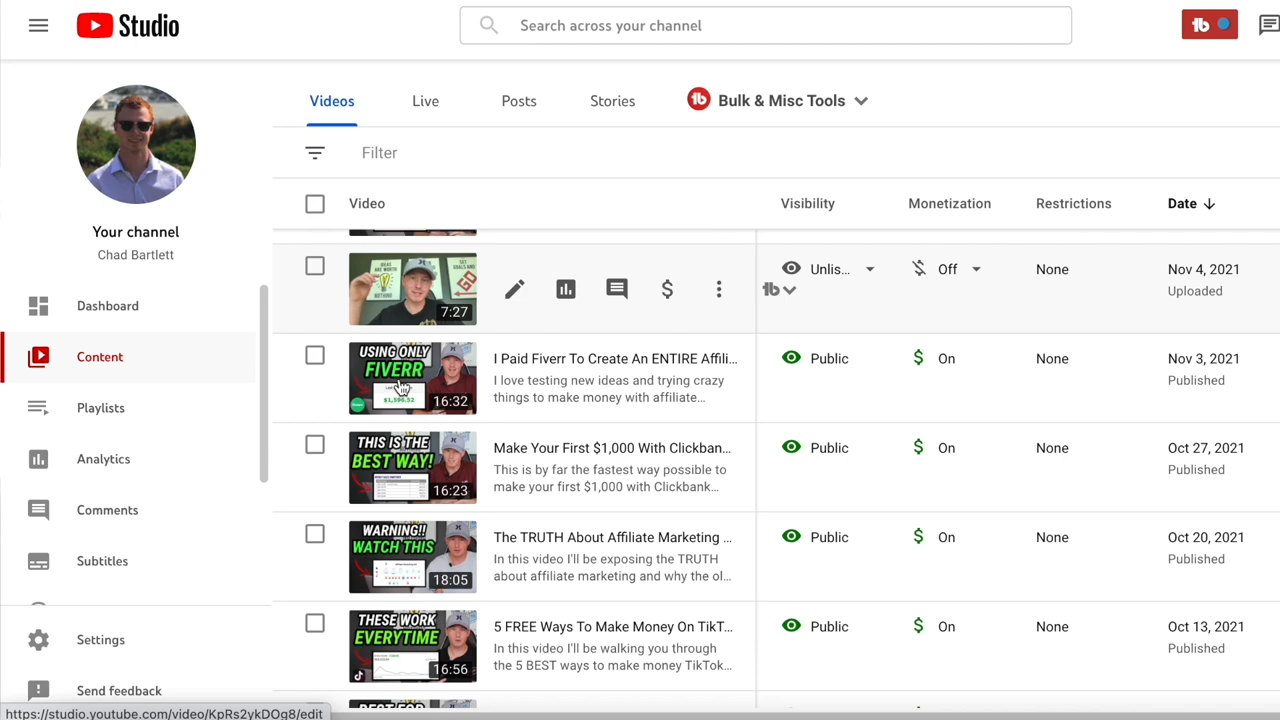 Studio
Search across your channel
Videos
Live
Posts
Stories
Bulk & Misc Tools
Your channel
Chad Bartlett
Dashboard
Content
Playlists
Analytics
Comments
Subtitles
Settings
Send feedback
https://studio.youtube.com/video/KpRs2ykDOg8/edit
Filter
Video
Visibility
Monetization
Restrictions
Date
7:27
Unlis...
Off
None
Nov 4, 2021
Uploaded
USING ONLY
FIVERR
16:32
I Paid Fiverr To Create An ENTIRE Affili...
I love testing new ideas and trying crazy
things to make money with affiliate...
Public
On
None
Nov 3, 2021
Published
THIS IS THE
BEST WAY!
16:23
Make Your First $1,000 With Clickban...
This is by far the fastest way possible to
make your first $1,000 with Clickbank...
Public
On
None
Oct 27, 2021
Published
WARNING!!
WATCH THIS
18:05
The TRUTH About Affiliate Marketing ...
In this video I'll be exposing the TRUTH
about affiliate marketing and why the ol...
Public
On
None
Oct 20, 2021
Published
THESE WORK
EVERYTIME
16:56
5 FREE Ways To Make Money On TikT...
In this video I'll be walking you through
the 5 BEST ways to make money TikTok...
Public
On
None
Oct 13, 2021
Published